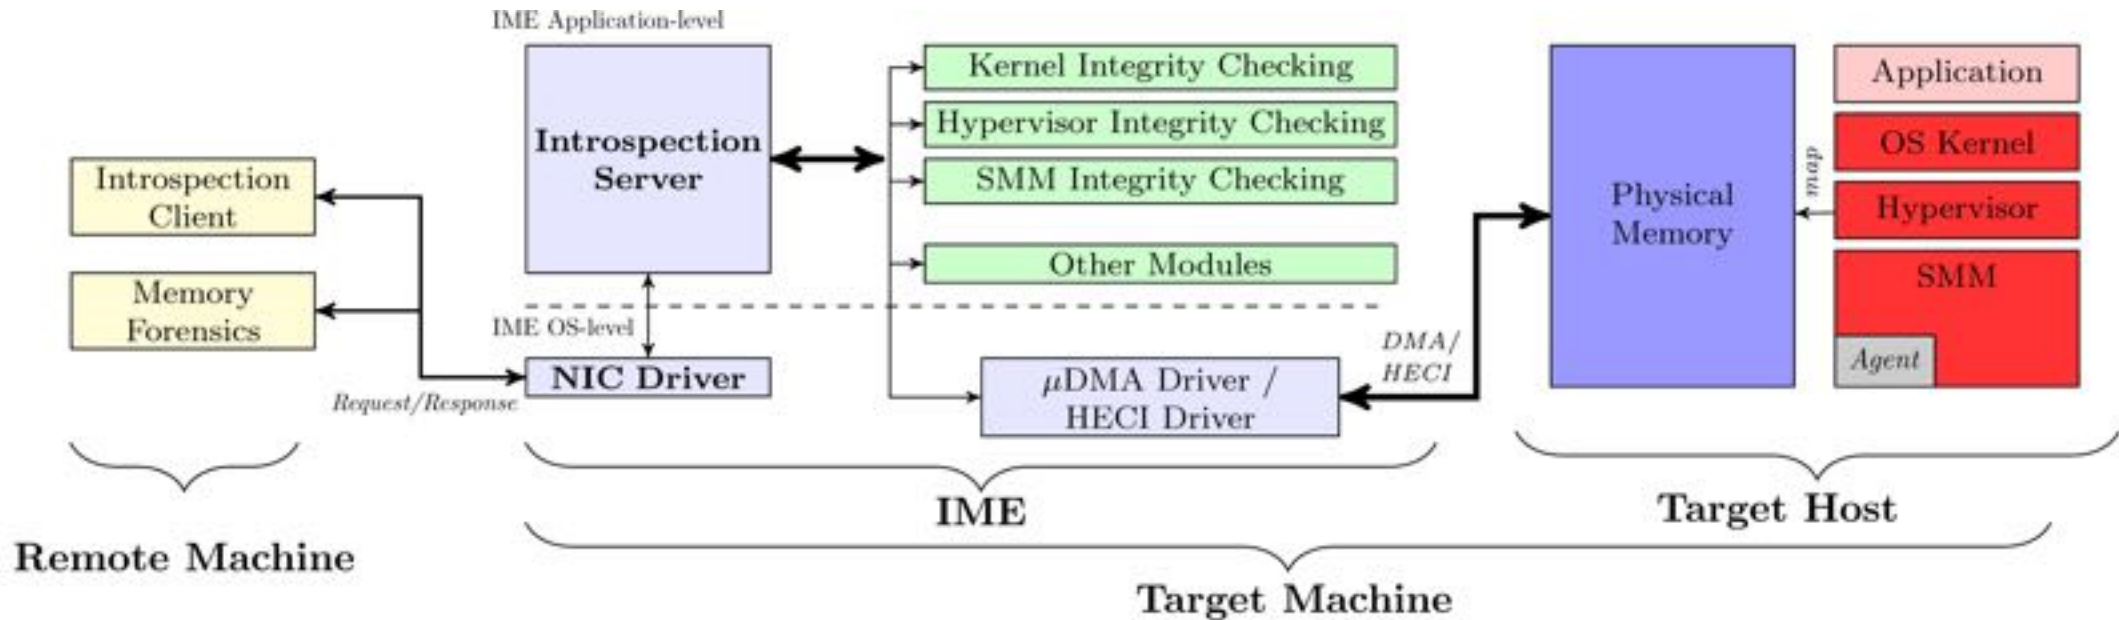 IME Application-level
Introspection
Server
Kernel Integrity Checking
Hypervisor Integrity Checking
SMM Integrity Checking
Other Modules
Introspection
Client
Memory
Forensics
Request/Response
IME OS-level
NIC Driver
μDMA Driver /
HECI Driver
DMA/
HECI
Physical
Memory
map
Application
OS Kernel
Hypervisor
SMM
Agent
Remote Machine
IME
Target Host
Target Machine